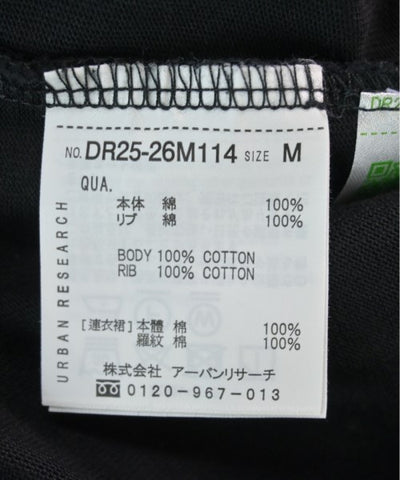 NO. DR25-26M114 SIZE M
QUA.
本体 綿 100%
リブ 綿 100%
BODY 100% COTTON
RIB 100% COTTON
[連衣裙] 本體 棉 100%
羅紋 棉 100%
株式会社 アーバンリサーチ
0120-967-013
URBAN RESEARCH
DR2